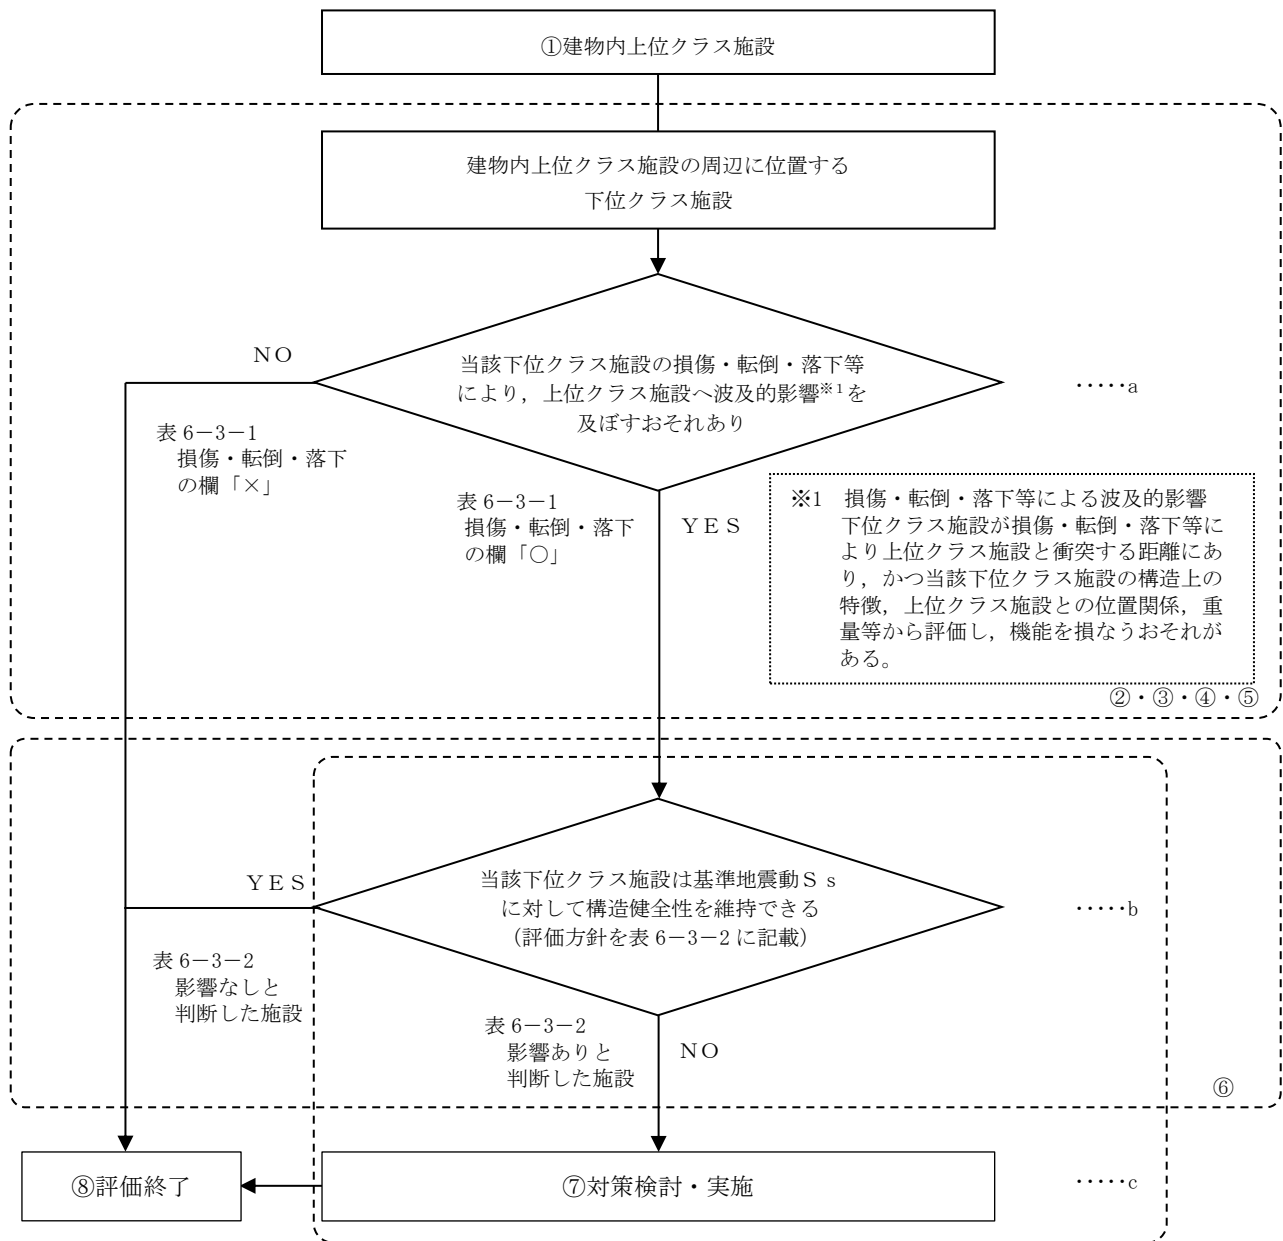 ①建物内上位クラス施設
建物内上位クラス施設の周辺に位置する
下位クラス施設
当該下位クラス施設の損傷・転倒・落下等
により，上位クラス施設へ波及的影響※1を
及ぼすおそれあり
NO
‥‥‥a
表 6－3－1
損傷・転倒・落下
の欄「×」
表 6－3－1
損傷・転倒・落下
の欄「○」
YES
※1　損傷・転倒・落下等による波及的影響
下位クラス施設が損傷・転倒・落下等に
より上位クラス施設と衝突する距離にあ
り，かつ当該下位クラス施設の構造上の
特徴，上位クラス施設との位置関係，重
量等から評価し，機能を損なうおそれが
ある。
②・③・④・⑤
当該下位クラス施設は基準地震動Ｓｓ
に対して構造健全性を維持できる
（評価方針を表 6－3－2 に記載）
YES
‥‥‥b
表 6－3－2
影響なしと
判断した施設
表 6－3－2
影響ありと
判断した施設
NO
⑥
⑧評価終了
⑦対策検討・実施
‥‥‥c